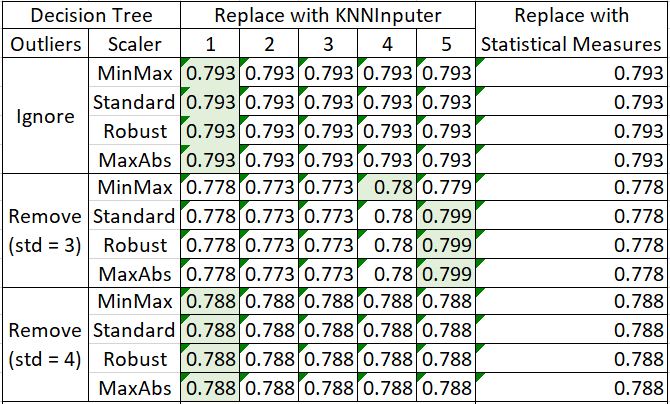 Decision Tree Replace with KNNInputer Replace with
Outliers Scaler 1 2 3 4 5 Statistical Measures
Ignore
MinMax 0.793 0.793 0.793 0.793 0.793 0.793
Standard 0.793 0.793 0.793 0.793 0.793 0.793
Robust 0.793 0.793 0.793 0.793 0.793 0.793
MaxAbs 0.793 0.793 0.793 0.793 0.793 0.793
Remove
(std = 3)
MinMax 0.778 0.773 0.773 0.78 0.779 0.778
Standard 0.778 0.773 0.773 0.78 0.799 0.778
Robust 0.778 0.773 0.773 0.78 0.799 0.778
MaxAbs 0.778 0.773 0.773 0.78 0.799 0.778
Remove
(std = 4)
MinMax 0.788 0.788 0.788 0.788 0.788 0.788
Standard 0.788 0.788 0.788 0.788 0.788 0.788
Robust 0.788 0.788 0.788 0.788 0.788 0.788
MaxAbs 0.788 0.788 0.788 0.788 0.788 0.788